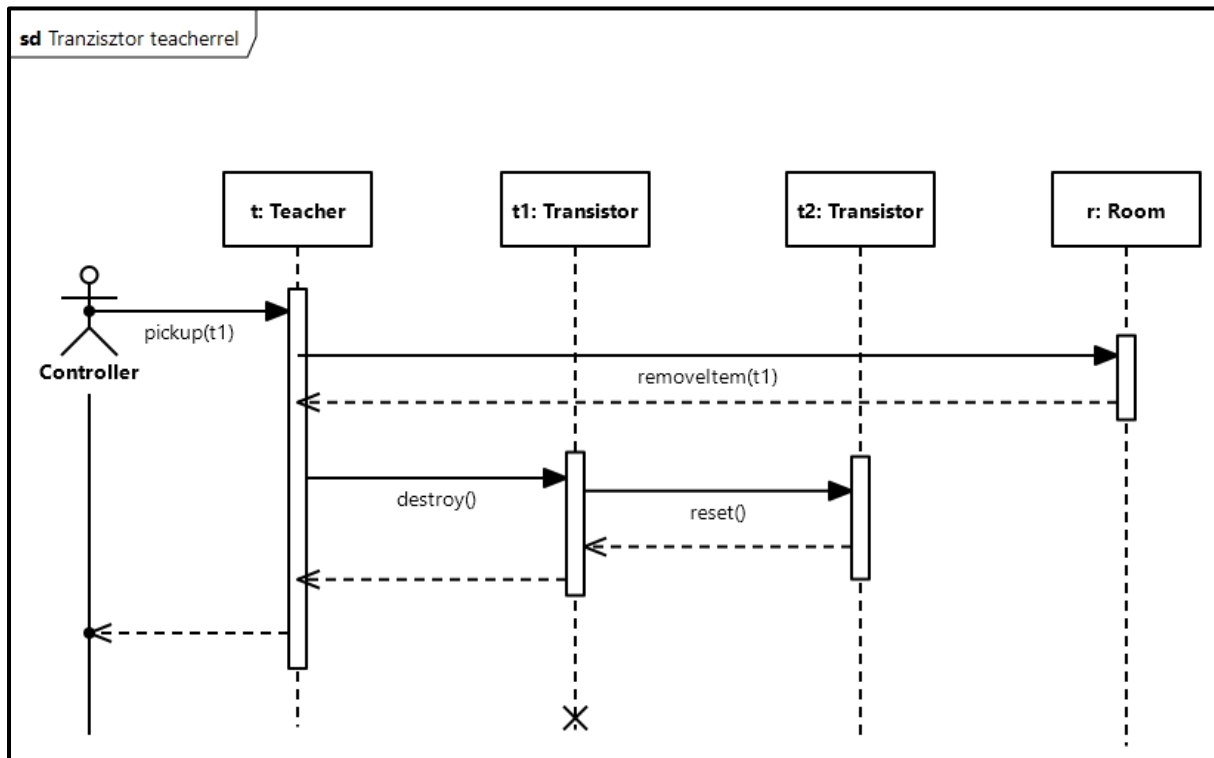 sd Tranzisztor teacherrel
t: Teacher
t1: Transistor
t2: Transistor
r: Room
pickup(t1)
Controller
removeItem(t1)
destroy()
reset()